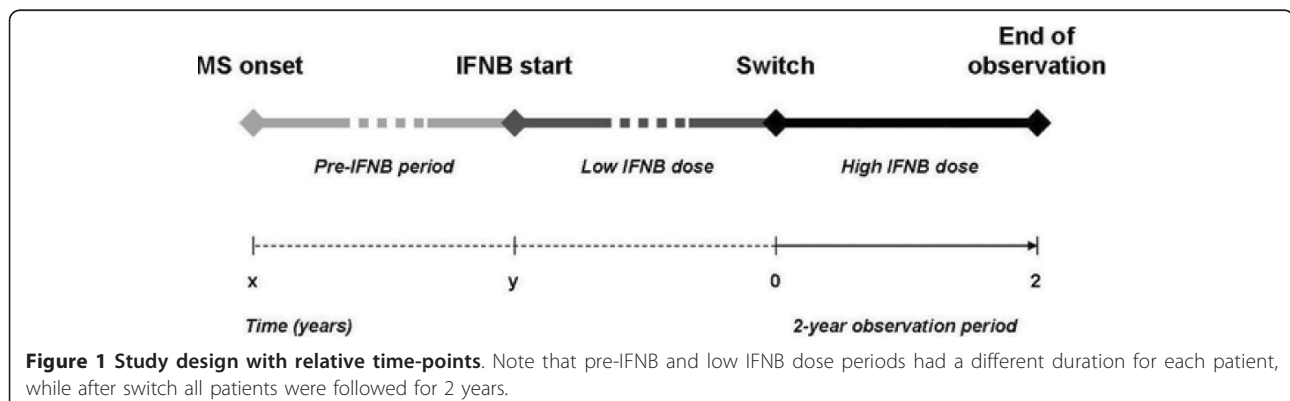 MS onset
IFNB start
Switch
End of
observation
Pre-IFNB period
Low IFNB dose
High IFNB dose
x
y
0
2
Time (years)
2-year observation period
Figure 1 Study design with relative time-points. Note that pre-IFNB and low IFNB dose periods had a different duration for each patient,
while after switch all patients were followed for 2 years.